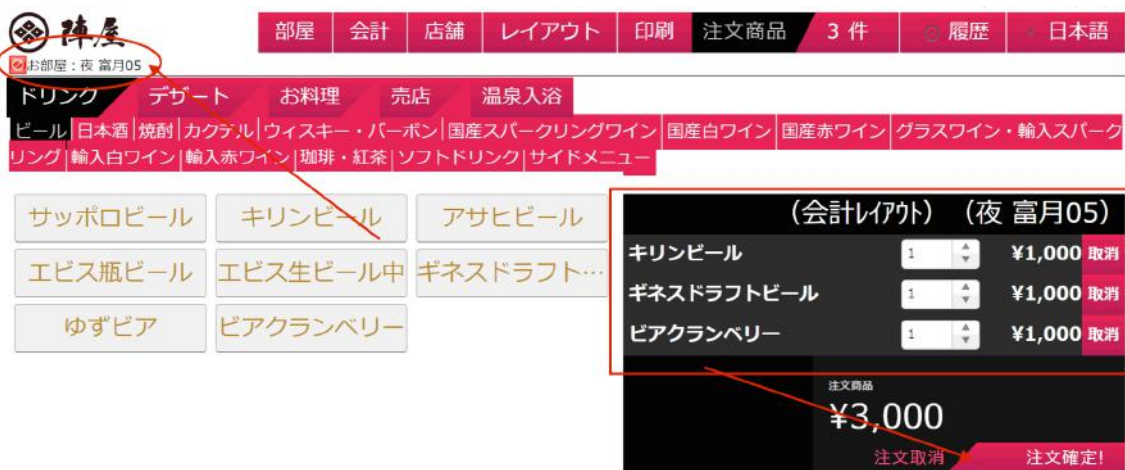 陣屋
部屋 会計 店舗 レイアウト 印刷 注文商品 3 件 履歴 日本語
お部屋：夜 富月05
ドリンク デザート お料理 売店 温泉入浴
ビール 日本酒 焼酎 カクテル ウィスキー・バーボン 国産スパークリングワイン 国産白ワイン 国産赤ワイン グラスワイン・輸入スパーク
リング 輸入白ワイン 輸入赤ワイン 珈琲・紅茶 ソフトドリンク サイドメニュー
サッポロビール キリンビール アサヒビール
エビス瓶ビール エビス生ビール中 ギネスドラフト…
ゆずビア ビアクランベリー
（会計レイアウト）（夜 富月05）
キリンビール 1 ¥1,000 取消
ギネスドラフトビール 1 ¥1,000 取消
ビアクランベリー 1 ¥1,000 取消
注文商品
¥3,000
注文取消 注文確定!